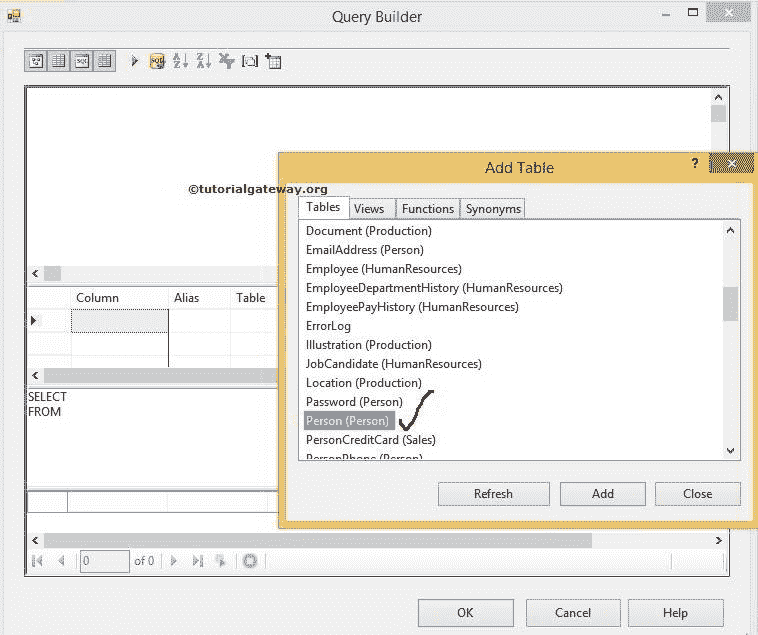 Query Builder
©tutorialgateway.org
Add Table
?
Tables Views Functions Synonyms
Document (Production)
EmailAddress (Person)
Employee (HumanResources)
EmployeeDepartmentHistory (HumanResources)
EmployeePayHistory (HumanResources)
ErrorLog
Illustration (Production)
JobCandidate (HumanResources)
Location (Production)
Password (Person)
Person (Person)
PersonCreditCard (Sales)
PersonPhone (Person)
Refresh Add Close
Column Alias Table
SELECT
FROM
0 of 0
OK Cancel Help